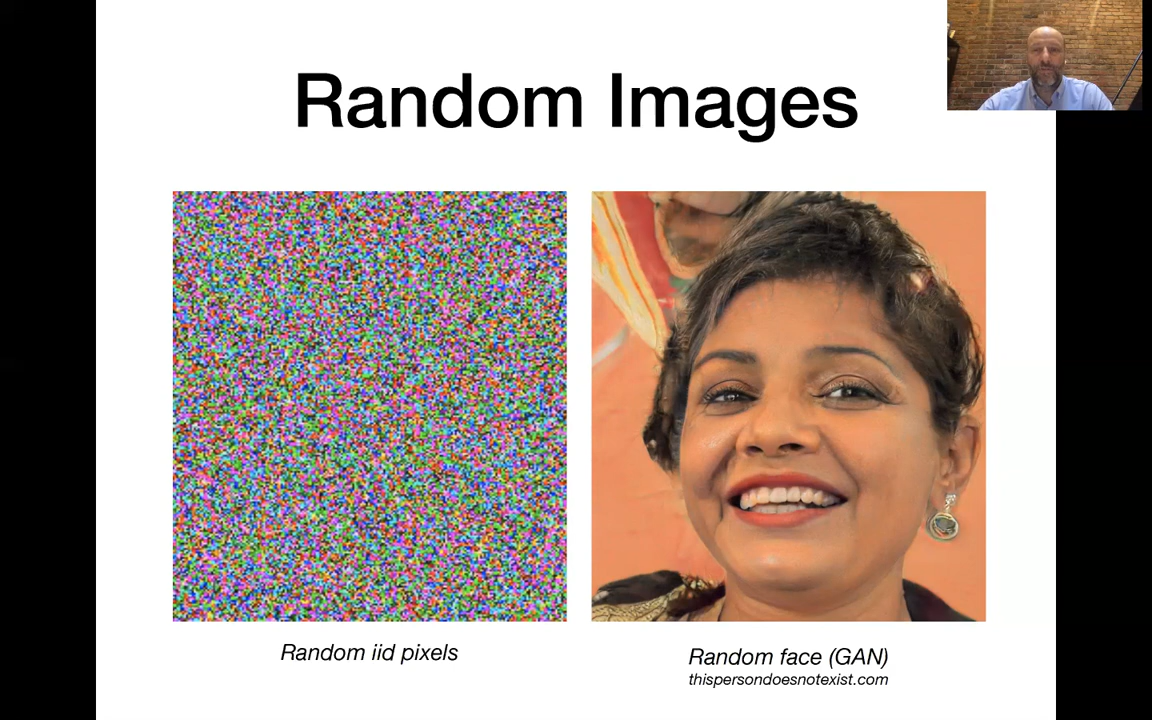 Random Images
Random iid pixels
Random face (GAN)
thispersondoesnotexist.com